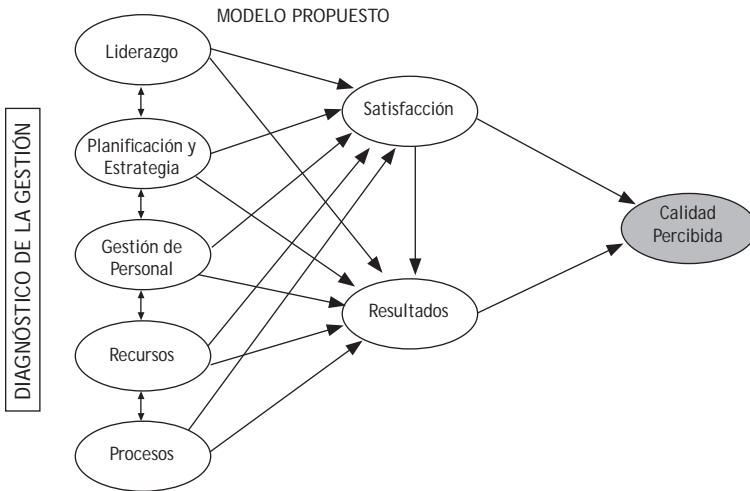 MODELO PROPUESTO
DIAGNÓSTICO DE LA GESTIÓN
Liderazgo
Planificación y
Estrategia
Gestión de
Personal
Recursos
Procesos
Satisfacción
Resultados
Calidad
Percibida